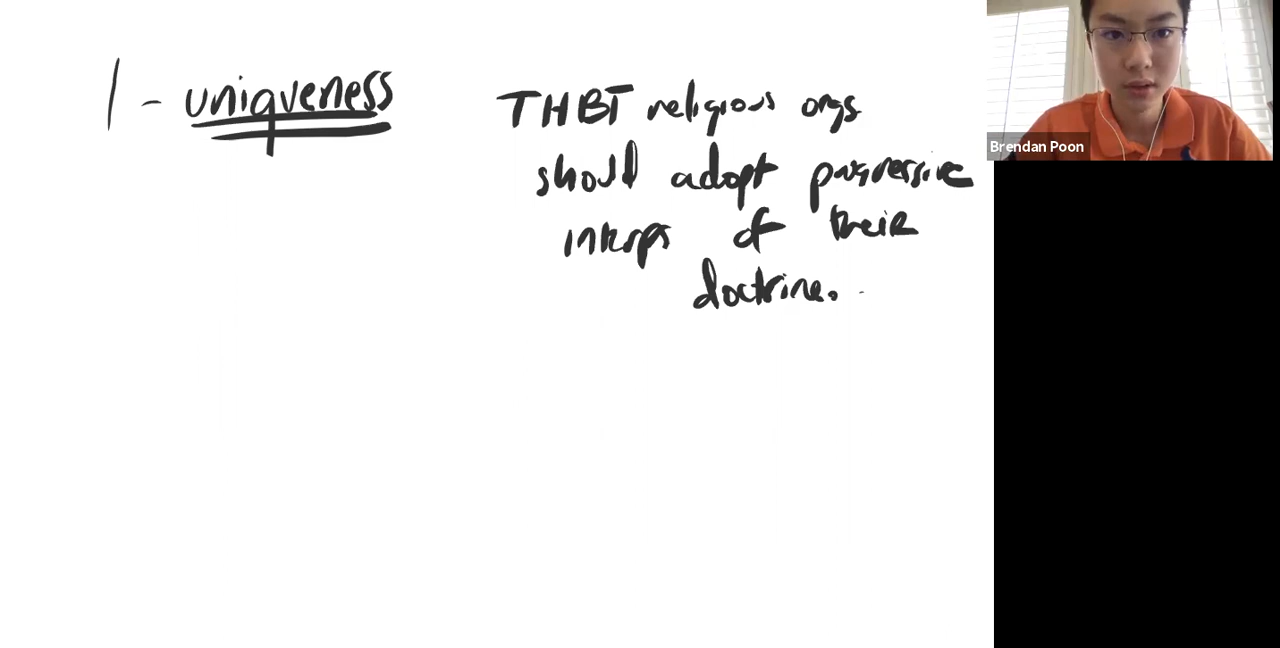 1 - uniqueness
THBT religious orgs
should adopt progressive
interps of their
doctrine.
Brendan Poon